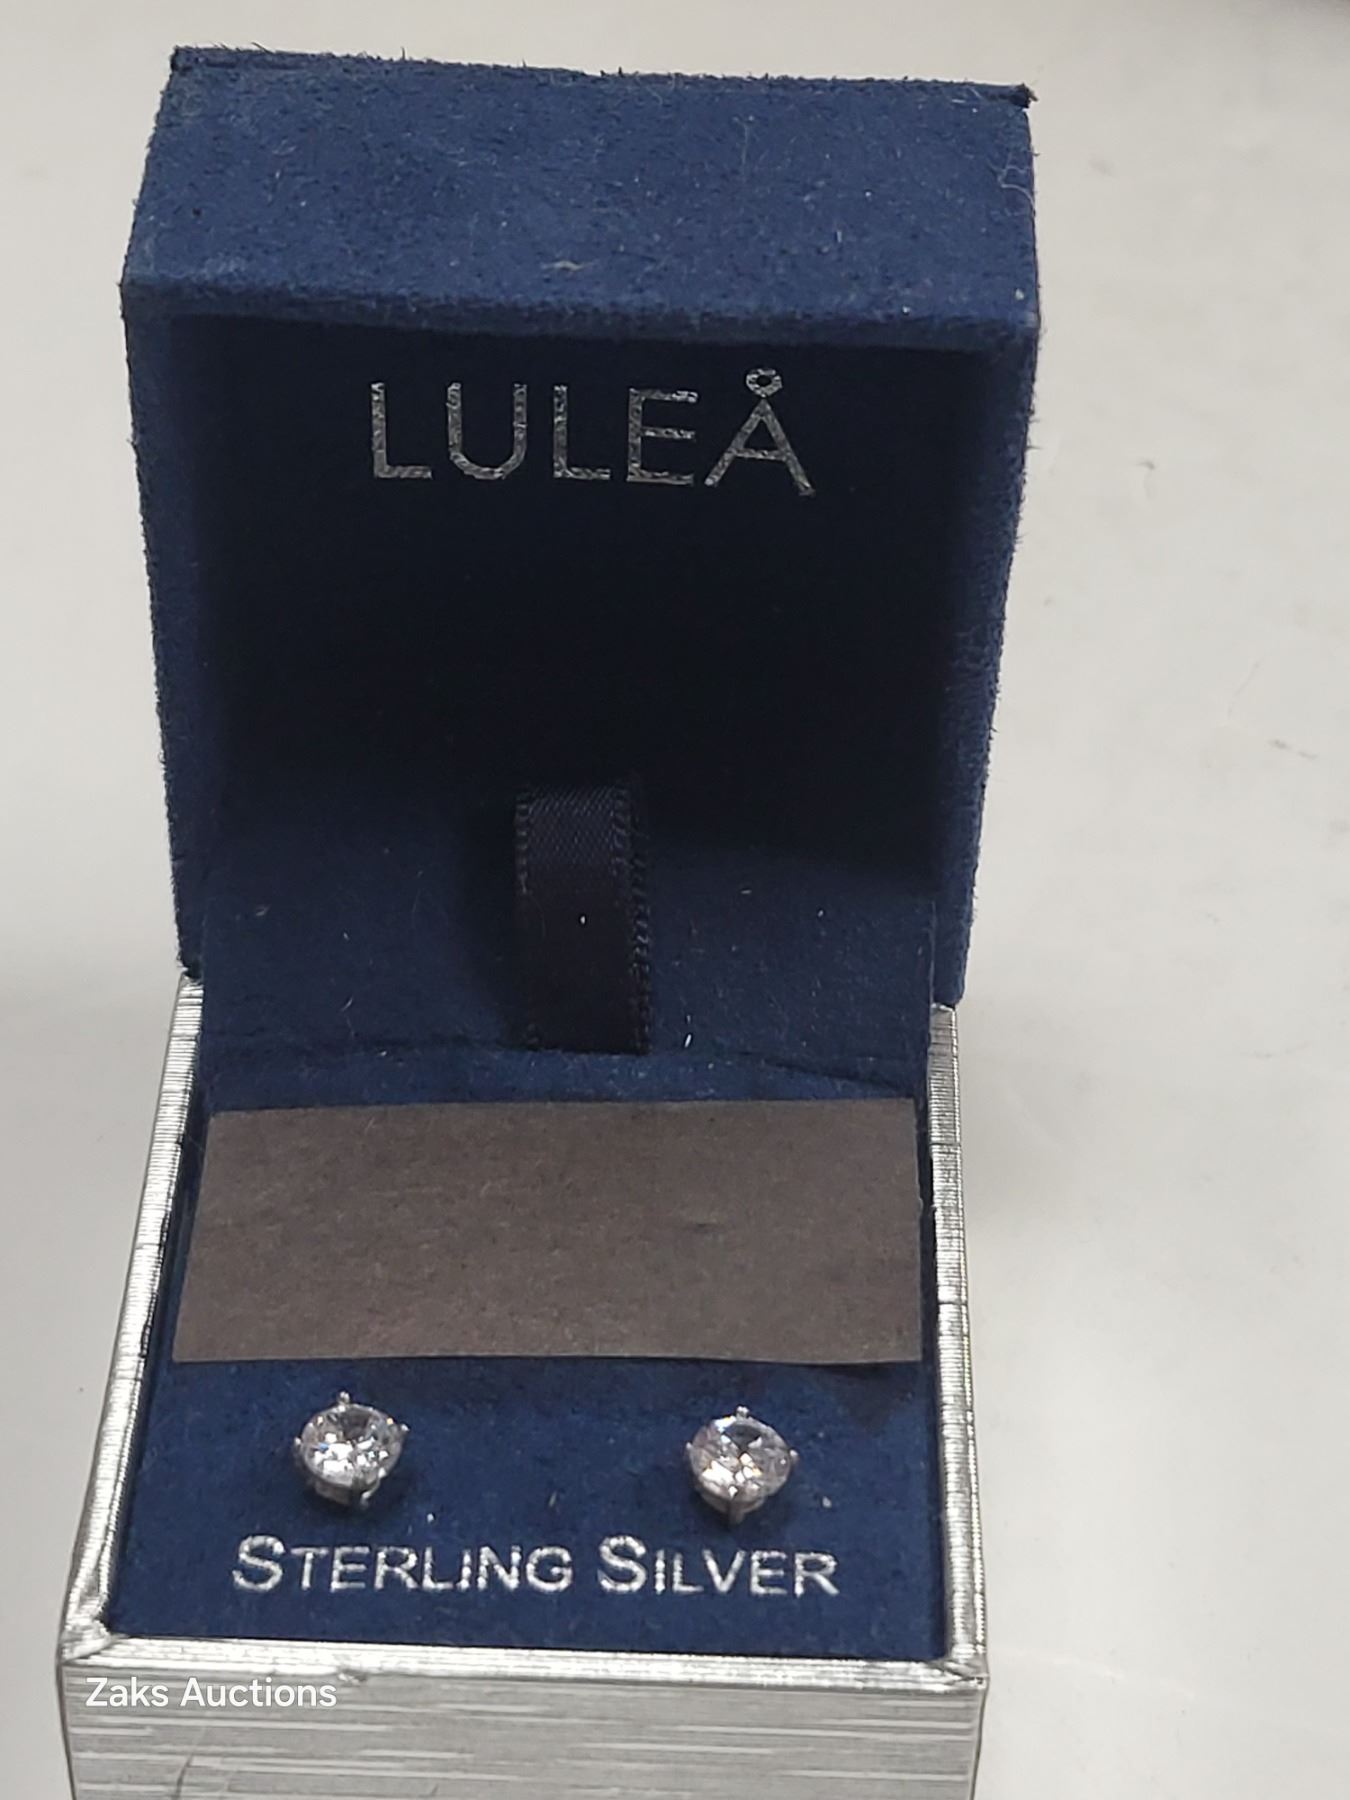 LULEÅ
STERLING SILVER
Zaks Auctions